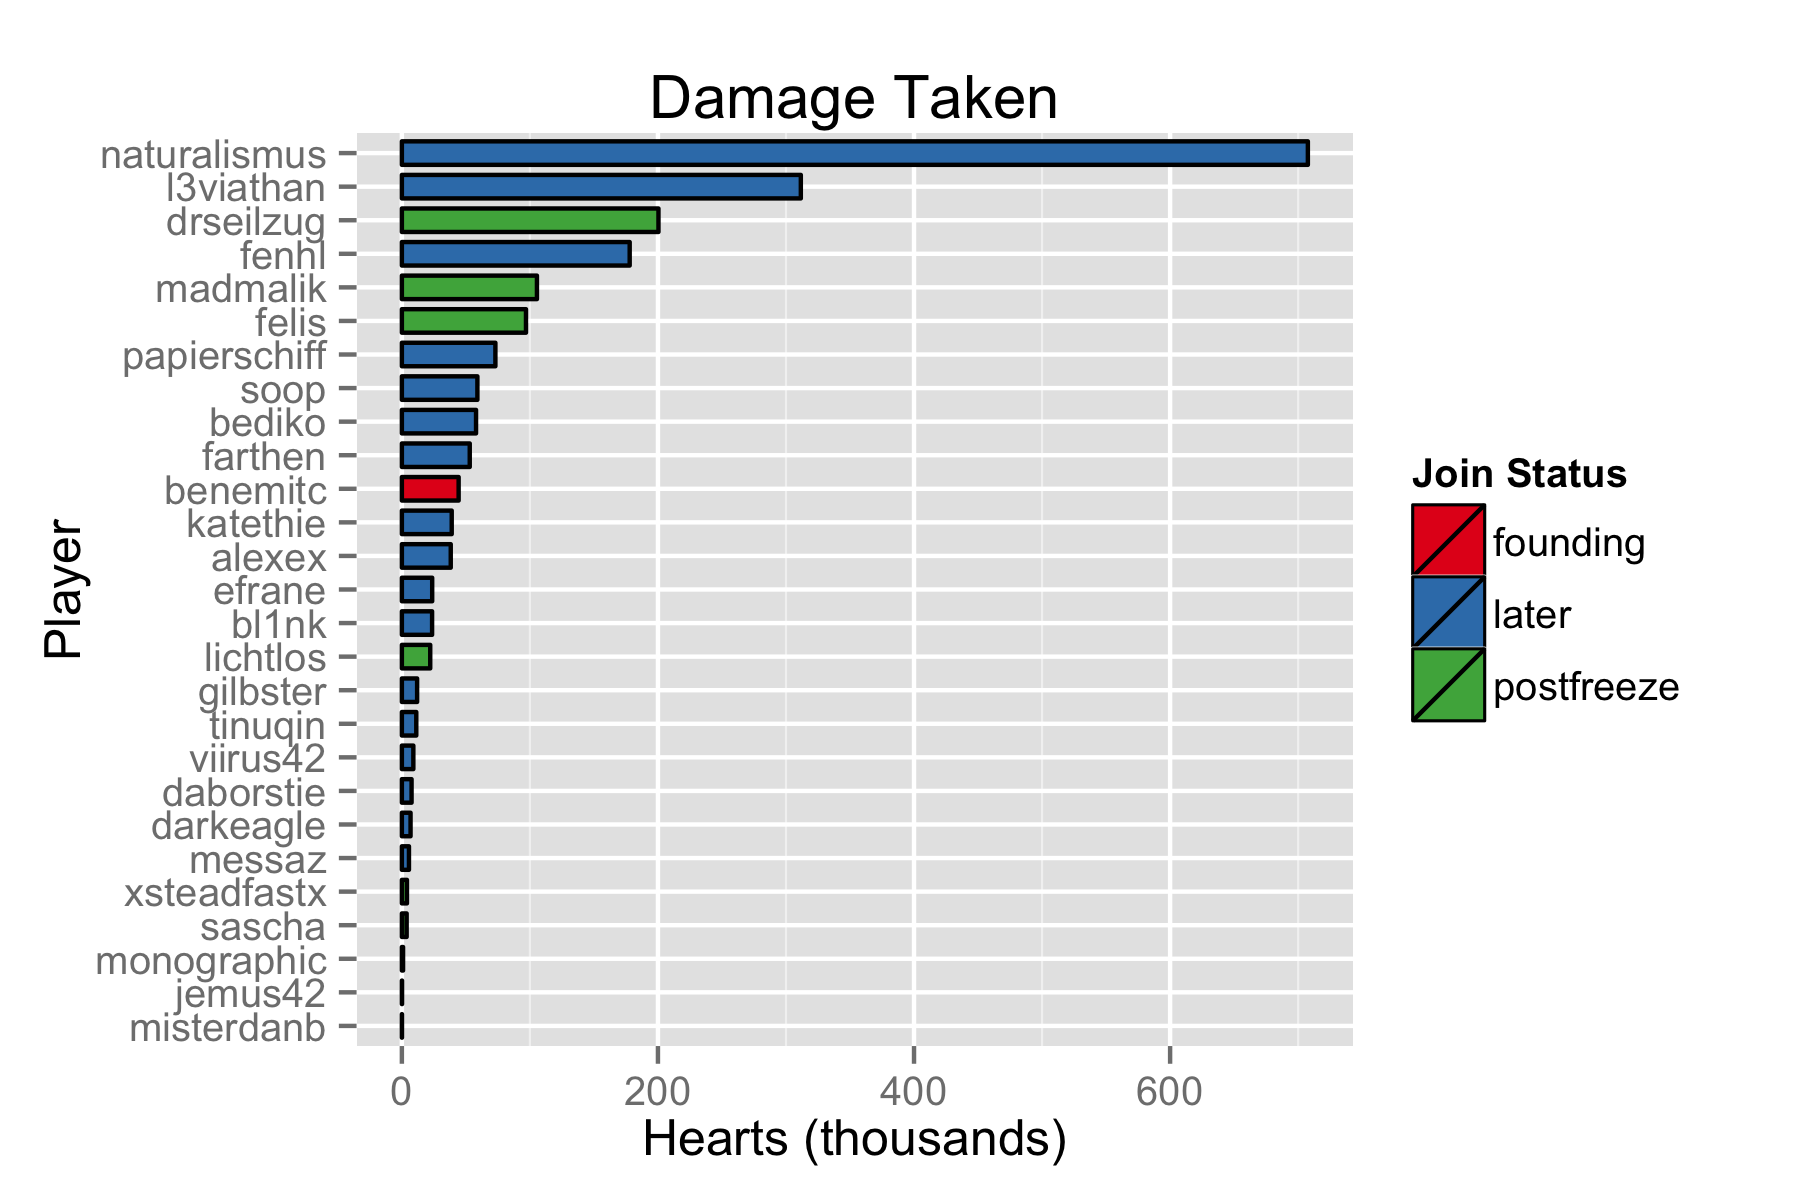 Damage Taken
naturalismus
l3viathan
drseilzug
fenhl
madmalik
felis
papierschiff
soop
bediko
farthen
benemitc
katethie
alexex
efrane
bl1nk
lichtlos
gilbster
tinuqin
viirus42
daborstie
darkeagle
messaz
xsteadfastx
sascha
monographic
jemus42
misterdanb
Player
0 200 400 600
Hearts (thousands)
Join Status
founding
later
postfreeze